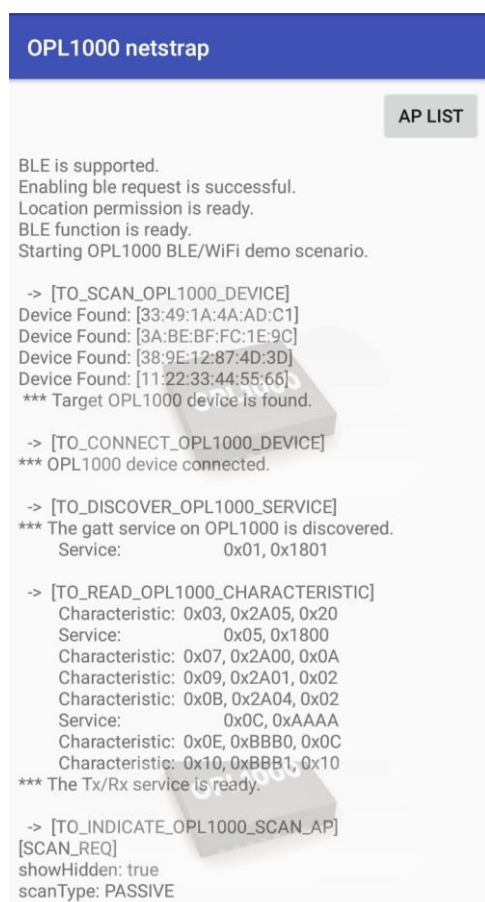 OPL1000 netstrap
AP LIST
BLE is supported.
Enabling ble request is successful.
Location permission is ready.
BLE function is ready.
Starting OPL1000 BLE/WiFi demo scenario.
-> [TO_SCAN_OPL1000_DEVICE]
Device Found: [33:49:1A:4A:AD:C1]
Device Found: [3A:BE:BF:FC:1E:9C]
Device Found: [38:9E:12:87:4D:3D]
Device Found: [11:22:33:44:55:66]
*** Target OPL1000 device is found.
-> [TO_CONNECT_OPL1000_DEVICE]
*** OPL1000 device connected.
-> [TO_DISCOVER_OPL1000_SERVICE]
*** The gatt service on OPL1000 is discovered.
Service: 0x01, 0x1801
-> [TO_READ_OPL1000_CHARACTERISTIC]
Characteristic: 0x03, 0x2A05, 0x20
Service: 0x05, 0x1800
Characteristic: 0x07, 0x2A00, 0x0A
Characteristic: 0x09, 0x2A01, 0x02
Characteristic: 0x0B, 0x2A04, 0x02
Service: 0x0C, 0xAAAA
Characteristic: 0x0E, 0xBBB0, 0x0C
Characteristic: 0x10, 0xBBB1, 0x10
*** The Tx/Rx service is ready.
-> [TO_INDICATE_OPL1000_SCAN_AP]
[SCAN_REQ]
showHidden: true
scanType: PASSIVE
OPL1000
OPL1000